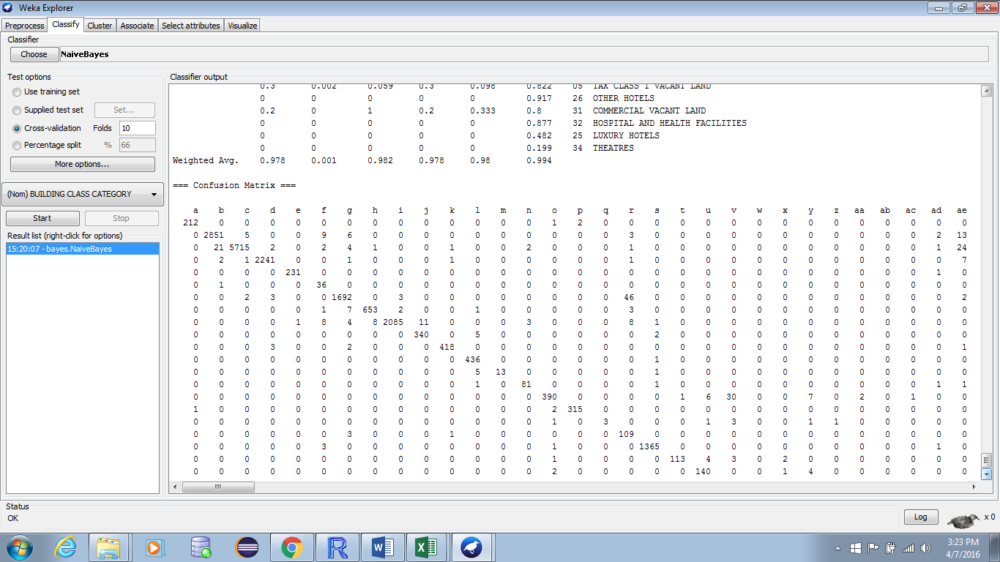 Weka Explorer
Preprocess Classify Cluster Associate Select attributes Visualize
Classifier
Choose NaiveBayes
Test options
Use training set
Supplied test set Set...
Cross-validation Folds 10
Percentage split % 66
More options...
(Nom) BUILDING CLASS CATEGORY
Start Stop
Result list (right-click for options)
15:20:07 - bayes.NaiveBayes
Classifier output
0.3 0.002 0.059 0.3 0.098 0.822 05 TAX CLASS 1 VACANT LAND
0 0 0 0 0 0.917 26 OTHER HOTELS
0.2 0 1 0.2 0.333 0.8 31 COMMERCIAL VACANT LAND
0 0 0 0 0 0.877 32 HOSPITAL AND HEALTH FACILITIES
0 0 0 0 0 0.482 25 LUXURY HOTELS
0 0 0 0 0 0.199 34 THEATRES
Weighted Avg. 0.978 0.001 0.982 0.978 0.98 0.994
=== Confusion Matrix ===
a b c d e f g h i j k l m n o p q r s t u v w x y z aa ab ac ad ae
212 0 0 0 0 0 0 0 0 0 0 0 0 0 1 2 0 0 0 0 0 0 0 0 0 0 0 0 0 0 0
0 2851 5 0 0 9 6 0 0 0 0 0 0 0 0 0 0 3 0 0 0 0 0 0 0 0 0 0 0 2 13
0 21 5715 2 0 2 4 1 0 0 1 0 0 2 0 0 0 1 0 0 0 0 0 0 0 0 0 0 0 1 24
0 2 1 2241 0 0 1 0 0 0 1 0 0 0 0 0 0 1 0 0 0 0 0 0 0 0 0 0 0 0 7
0 0 0 0 231 0 0 0 0 0 0 0 0 0 0 0 0 0 0 0 0 0 0 0 0 0 0 0 0 1 0
0 1 0 0 0 36 0 0 0 0 0 0 0 0 0 0 0 0 0 0 0 0 0 0 0 0 0 0 0 0 0
0 0 2 3 0 0 1692 0 3 0 0 0 0 0 0 0 0 46 0 0 0 0 0 0 0 0 0 0 0 0 2
0 0 0 0 0 1 7 653 2 0 0 1 0 0 0 0 0 3 0 0 0 0 0 0 0 0 0 0 0 0 0
0 0 0 0 1 8 4 8 2085 11 0 0 0 3 0 0 0 8 1 0 0 0 0 0 0 0 0 0 0 0 0
0 0 0 0 0 0 0 0 0 340 0 5 0 0 0 0 0 0 2 0 0 0 0 0 0 0 0 0 0 0 0
0 0 0 3 0 0 2 0 0 0 418 0 0 0 0 0 0 0 0 0 0 0 0 0 0 0 0 0 0 0 1
0 0 0 0 0 0 0 0 0 0 0 436 0 0 0 0 0 0 1 0 0 0 0 0 0 0 0 0 0 0 0
0 0 0 0 0 0 0 0 0 0 0 5 13 0 0 0 0 0 1 0 0 0 0 0 0 0 0 0 0 0 0
0 0 0 0 0 0 0 0 0 0 0 1 0 81 0 0 0 0 1 0 0 0 0 0 0 0 0 0 0 1 1
0 0 0 0 0 0 0 0 0 0 0 0 0 0 390 0 0 0 0 1 6 30 0 0 7 0 2 0 1 0 0
1 0 0 0 0 0 0 0 0 0 0 0 0 0 2 315 0 0 0 0 0 0 0 0 0 0 0 0 0 0 0
0 0 0 0 0 0 0 0 0 0 0 0 0 0 1 0 3 0 0 0 1 3 0 0 1 1 0 0 0 0 0
0 0 0 0 0 0 3 0 0 0 1 0 0 0 0 0 0 109 0 0 0 0 0 0 0 0 0 0 0 0 0
0 0 0 0 0 3 0 0 0 0 0 0 0 0 1 0 0 0 1365 0 0 0 0 0 0 0 0 0 0 1 0
0 0 0 0 0 0 0 0 0 0 0 0 0 0 1 0 0 0 0 113 4 3 0 2 0 0 0 0 0 0 0
0 0 0 0 0 0 0 0 0 0 0 0 0 0 2 0 0 0 0 0 140 0 0 1 4 0 0 0 0 0 0
Status
OK
Log x 0
3:23 PM
4/7/2016